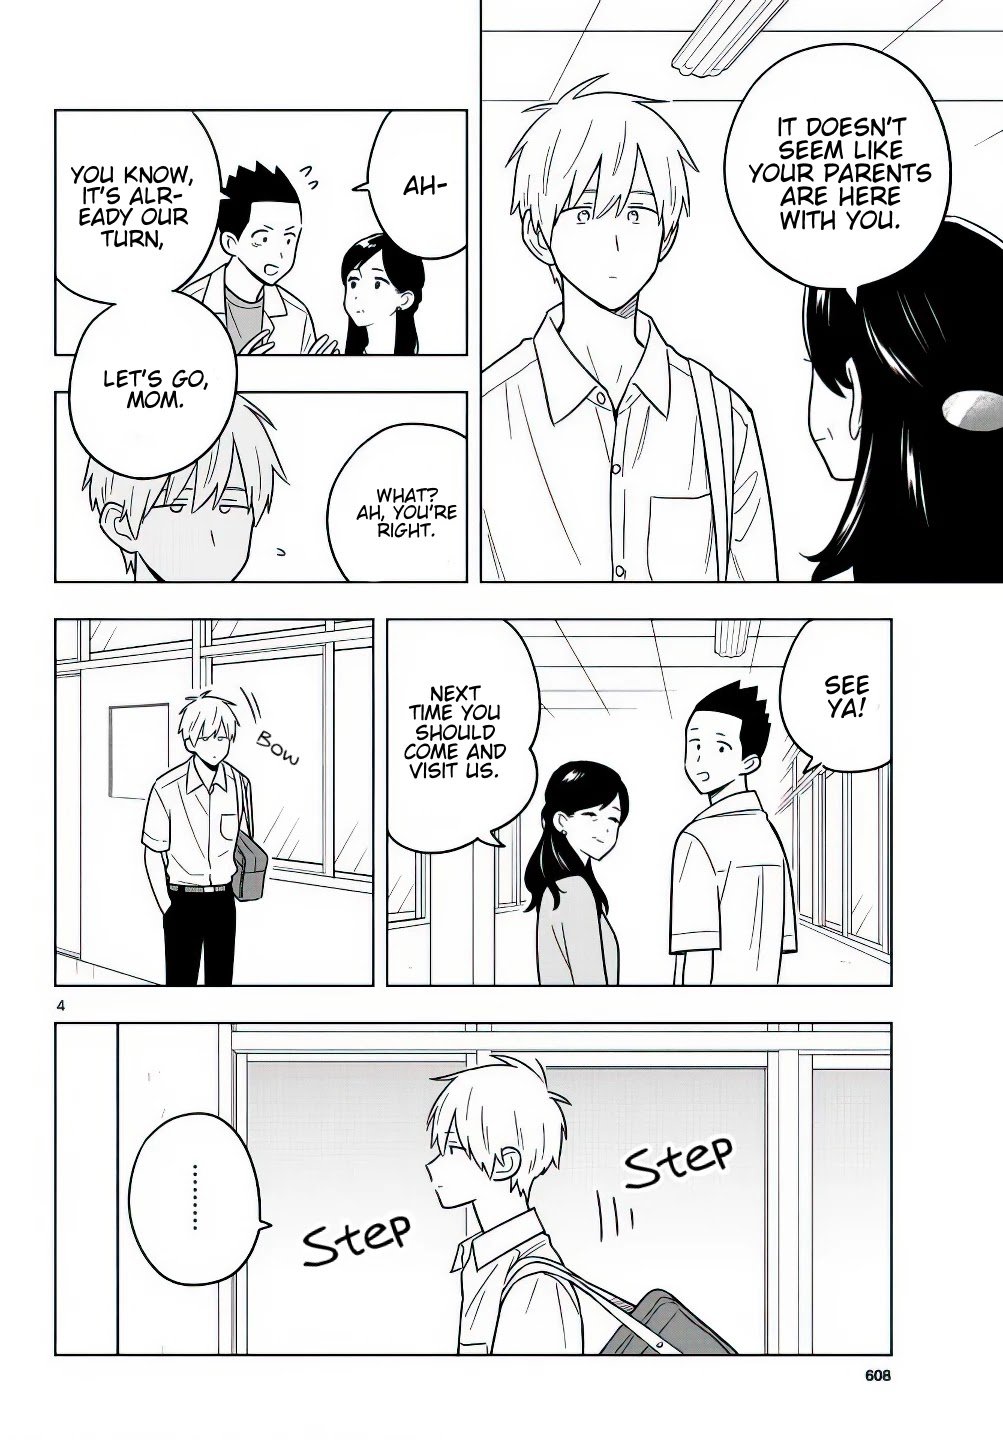 IT DOESN'T
SEEM LIKE
YOUR PARENTS
ARE HERE
WITH YOU.
AH-
YOU KNOW,
IT'S ALR-
EADY OUR
TURN,
LET'S GO,
MOM.
WHAT?
AH, YOU'RE
RIGHT.
SEE
YA!
NEXT
TIME YOU
SHOULD
COME AND
VISIT US.
BOW
4
Step
Step
.........
608